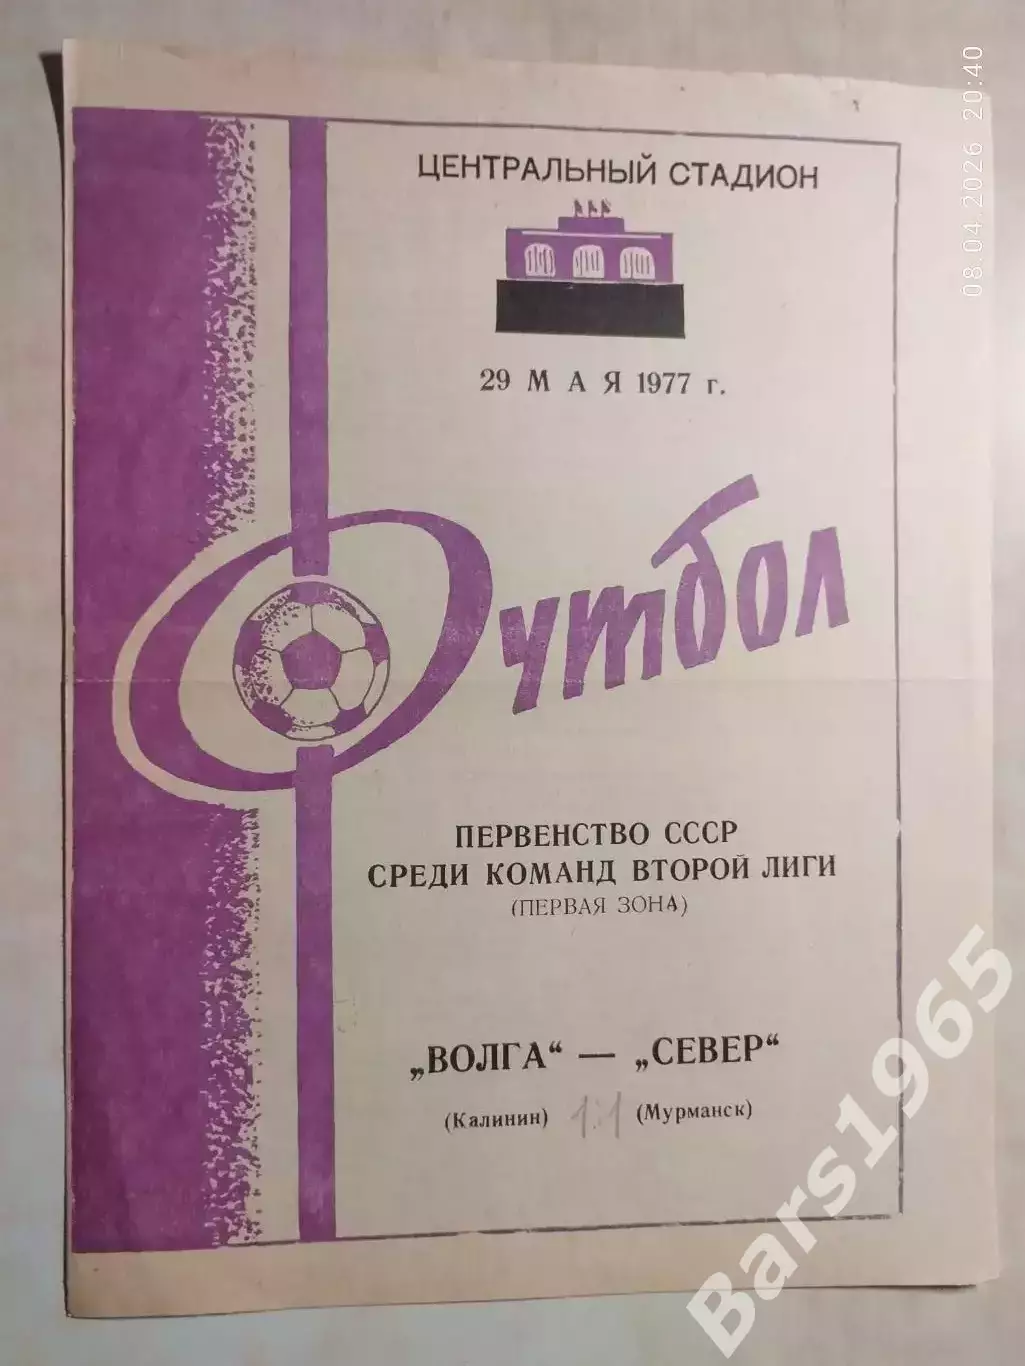 ЦЕНТРАЛЬНЫЙ СТАДИОН
29 МАЯ 1977 г.
Футбол
ПЕРВЕНСТВО СССР
СРЕДИ КОМАНД ВТОРОЙ ЛИГИ
(ПЕРВАЯ ЗОНА)
„ВОЛГА“ — „СЕВЕР“
(Калинин) 1:1 (Мурманск)
08.04.2026 20:40
Bars1965